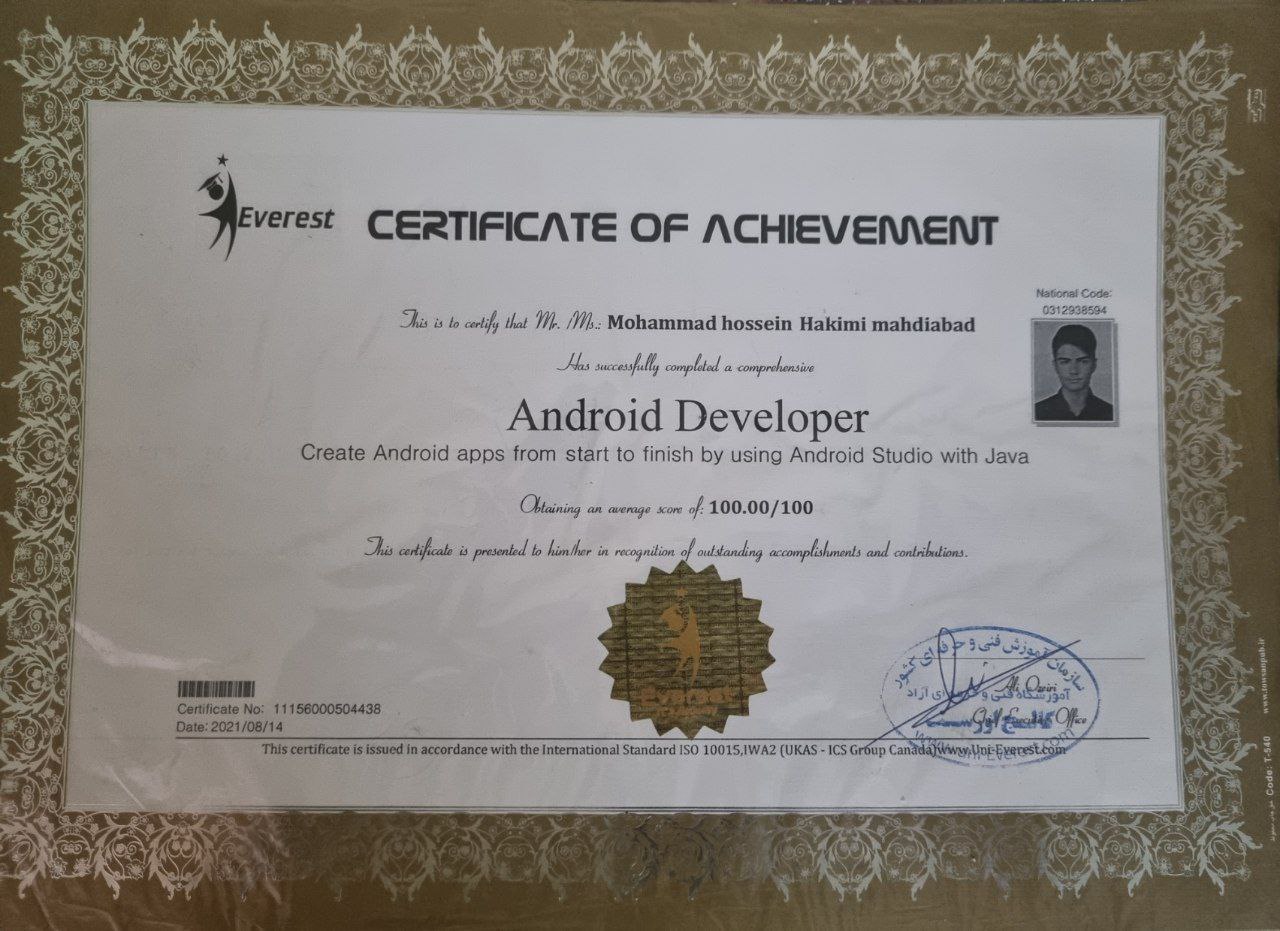 Everest
CERTIFICATE OF ACHIEVEMENT
National Code:
0312938594
This is to certify that Mr. /Ms.: Mohammad hossein Hakimi mahdiabad
Has successfully completed a comprehensive
Android Developer
Create Android apps from start to finish by using Android Studio with Java
Obtaining an average score of: 100.00/100
This certificate is presented to him/her in recognition of outstanding accomplishments and contributions.
Everest
سازمان آموزش فنی و حرفه ای کشور
آموزشگاه فنی و حرفه ای آزاد
www.Uni-Everest.com
Chief Executive Office
Certificate No: 11156000504438
Date: 2021/08/14
This certificate is issued in accordance with the International Standard ISO 10015,IWA2 (UKAS - ICS Group Canada)www.Uni-Everest.com
www.towsanpub.ir
Code: T-540